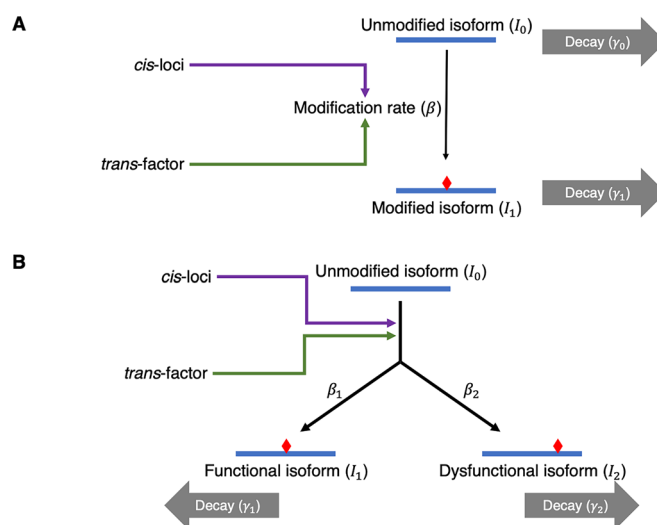 A
Unmodified isoform (I₀)
Decay (γ₀)
cis-loci
Modification rate (β)
trans-factor
Decay (γ₁)
Modified isoform (I₁)
B
Unmodified isoform (I₀)
cis-loci
trans-factor
β₁
β₂
Functional isoform (I₁)
Dysfunctional isoform (I₂)
Decay (γ₁)
Decay (γ₂)